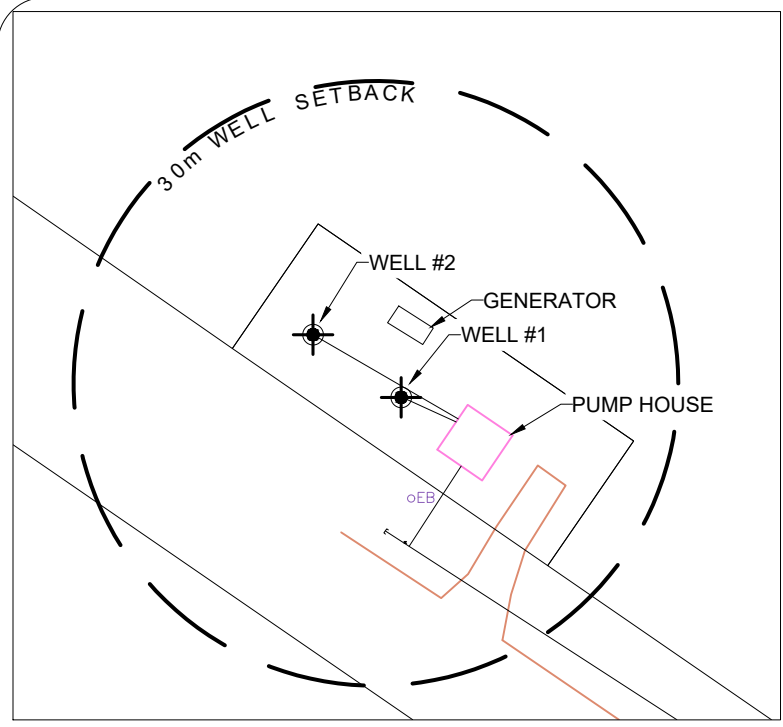 30m WELL SETBACK
WELL #2
GENERATOR
WELL #1
PUMP HOUSE
oEB